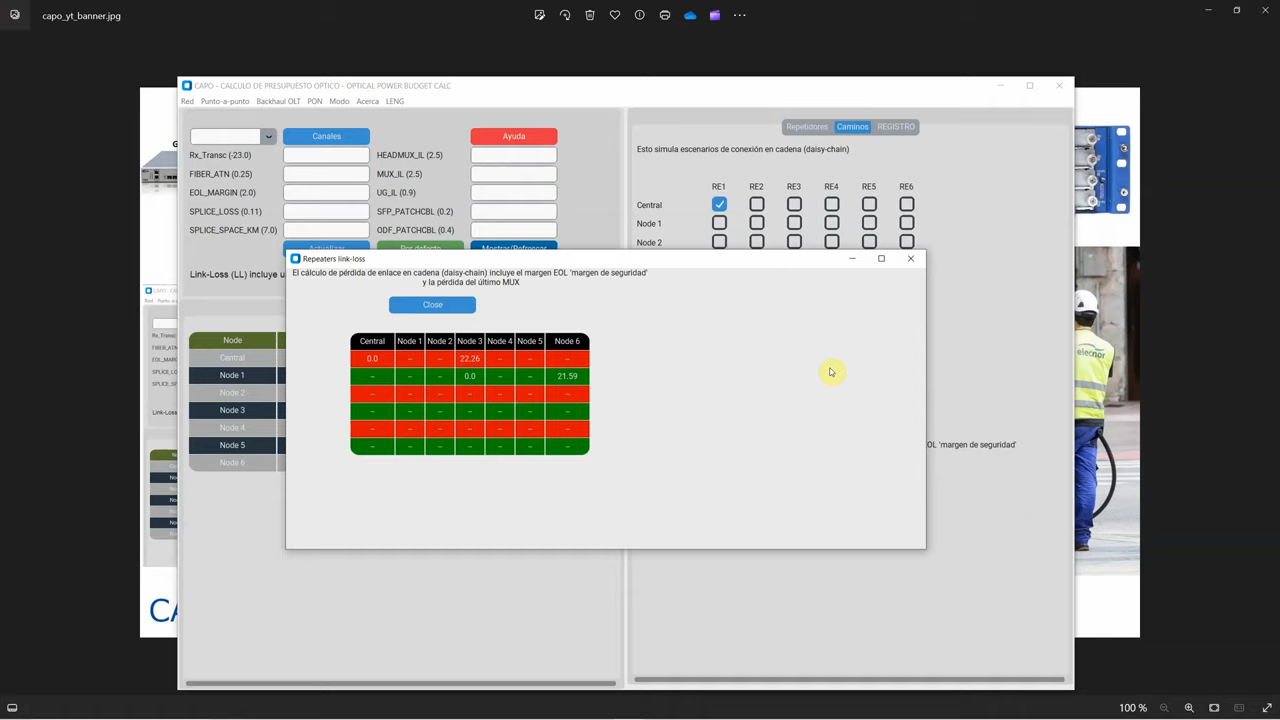 capo_yt_banner.jpg
CAPO - CALCULO DE PRESUPUESTO OPTICO - OPTICAL POWER BUDGET CALC
Red Punto-a-punto Backhaul OLT PON Modo Acerca LENG
Canales Ayuda
Rx_Transc (-23.0) HEADMUX_IL (2.5)
FIBER_ATN (0.25) MUX_IL (2.5)
EOL_MARGIN (2.0) UG_IL (0.9)
SPLICE_LOSS (0.11) SFP_PATCHCBL (0.2)
SPLICE_SPACE_KM (7.0) ODF_PATCHCBL (0.4)
Actualizar Por defecto Mostrar/Refrescar
Link-Loss (LL) incluye u
Repetidores Caminos REGISTRO
Esto simula escenarios de conexión en cadena (daisy-chain)
RE1 RE2 RE3 RE4 RE5 RE6
Central
Node 1
Node 2
Node
Central
Node 1
Node 2
Node 3
Node 4
Node 5
Node 6
Repeaters link-loss
El cálculo de pérdida de enlace en cadena (daisy-chain) incluye el margen EOL 'margen de seguridad'
y la pérdida del último MUX
Close
Central Node 1 Node 2 Node 3 Node 4 Node 5 Node 6
0.0 -- -- 22.26 -- -- --
-- -- -- 0.0 -- -- 21.59
-- -- -- -- -- -- --
-- -- -- -- -- -- --
-- -- -- -- -- -- --
-- -- -- -- -- -- --
EOL 'margen de seguridad'
elecnor
100 %